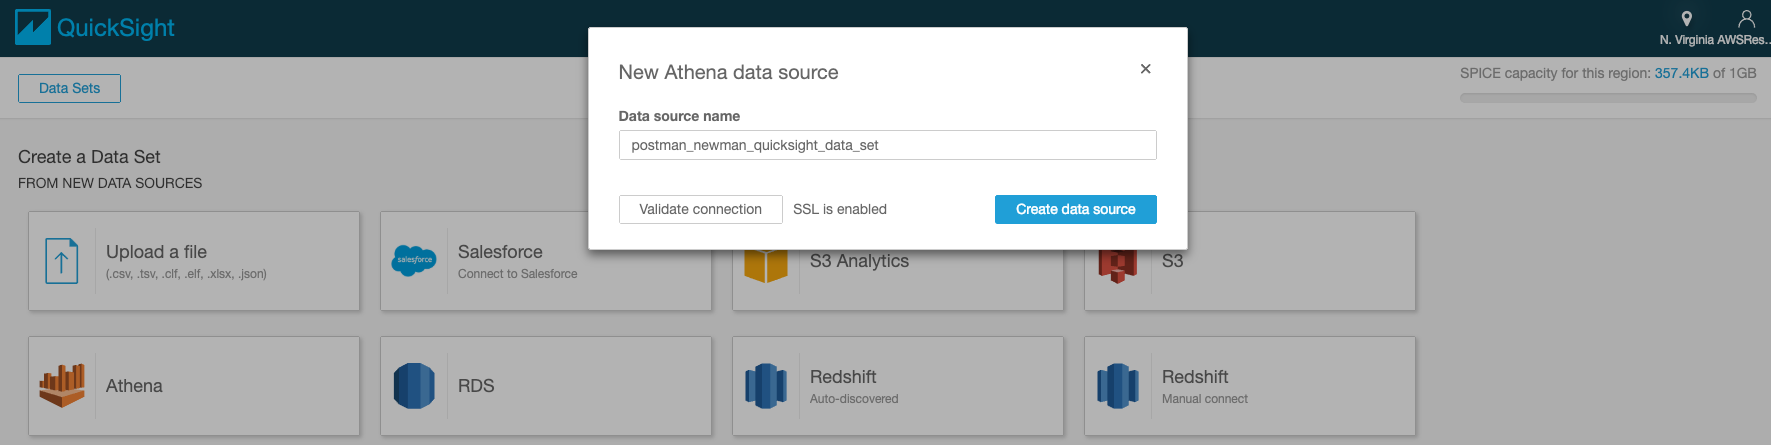 QuickSight
N. Virginia AWSRes...
Data Sets
SPICE capacity for this region: 357.4KB of 1GB
New Athena data source
Data source name
postman_newman_quicksight_data_set
Validate connection
SSL is enabled
Create data source
Create a Data Set
FROM NEW DATA SOURCES
Upload a file
(.csv, .tsv, .clf, .elf, .xlsx, .json)
salesforce
Salesforce
Connect to Salesforce
S3 Analytics
S3
Athena
RDS
Redshift
Auto-discovered
Redshift
Manual connect